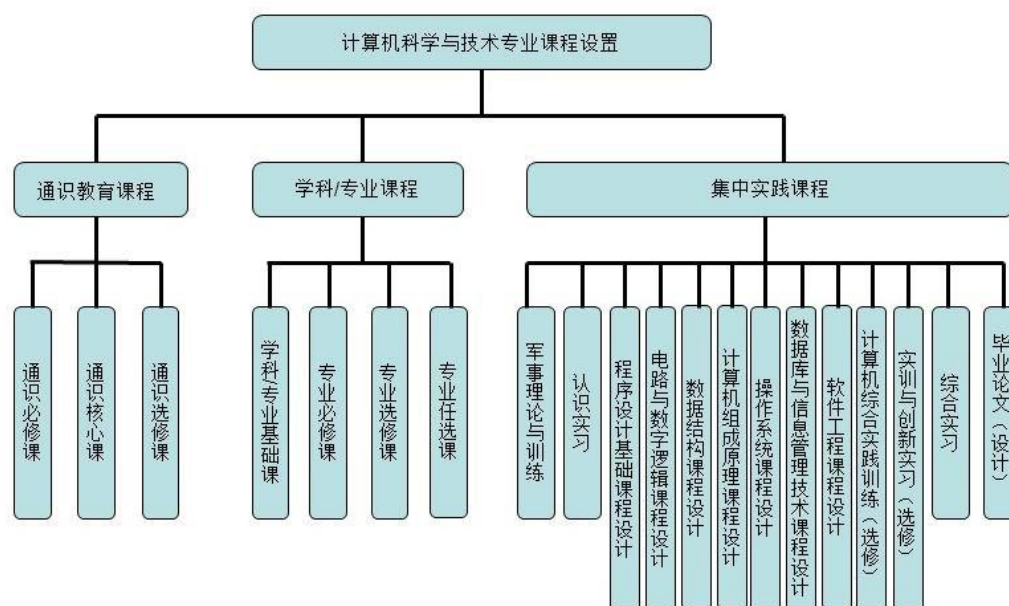 计算机科学与技术专业课程设置
通识教育课程
学科/专业课程
集中实践课程
通识必修课
通识核心课
通识选修课
学科/专业基础课
专业必修课
专业选修课
专业任选课
军事理论与训练
认识实习
程序设计基础课程设计
电路与数字逻辑课程设计
数据结构课程设计
计算机组成原理课程设计
操作系统课程设计
数据库与信息管理技术课程设计
软件工程课程设计
计算机综合实践训练(选修)
实训与创新实习(选修)
综合实习
毕业论文(设计)